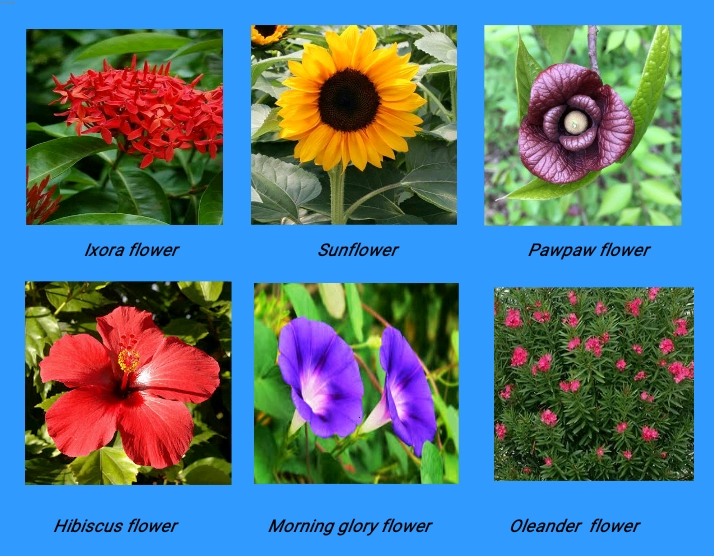 Ixora flower
Sunflower
Pawpaw flower
Hibiscus flower
Morning glory flower
Oleander flower